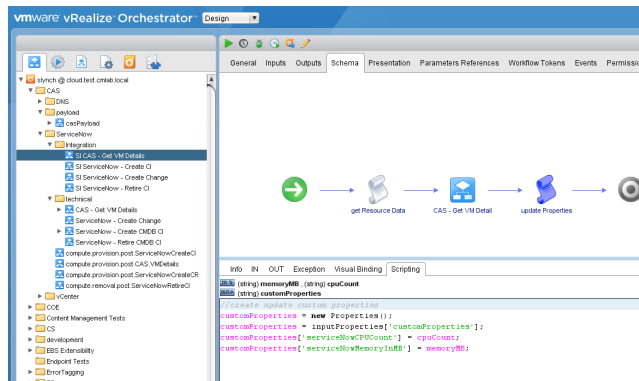 vmware vRealize Orchestrator Design
General Inputs Outputs Schema Presentation Parameters References Workflow Tokens Events Permissio
slynch @ cloud.test.cmlab.local
CAS
DNS
payload
casPayload
ServiceNow
Integration
SI CAS - Get VM Details
SI ServiceNow - Create CI
SI ServiceNow - Create Change
SI ServiceNow - Retire CI
technical
CAS - Get VM Details
ServiceNow - Create Change
ServiceNow - Create CMDB CI
ServiceNow - Retire CMDB CI
compute.provision.post.ServiceNowCreateCI
compute.provision.post.CAS.VMDetails
compute.provision.post.ServiceNowCreateCR
compute.removal.post.ServiceNowRetireCI
vCenter
COE
Content Management Tests
CS
development
EBS Extensibility
Endpoint Tests
ErrorTagging
get Resource Data CAS - Get VM Detail update Properties
Info IN OUT Exception Visual Binding Scripting
(string) memoryMB , (string) cpuCount
(string) customProperties
//create update custom properties
customProperties = new Properties();
customProperties = inputProperties['customProperties'];
customProperties['serviceNowCPUCount'] = cpuCount;
customProperties['serviceNowMemoryInMB'] = memoryMB;